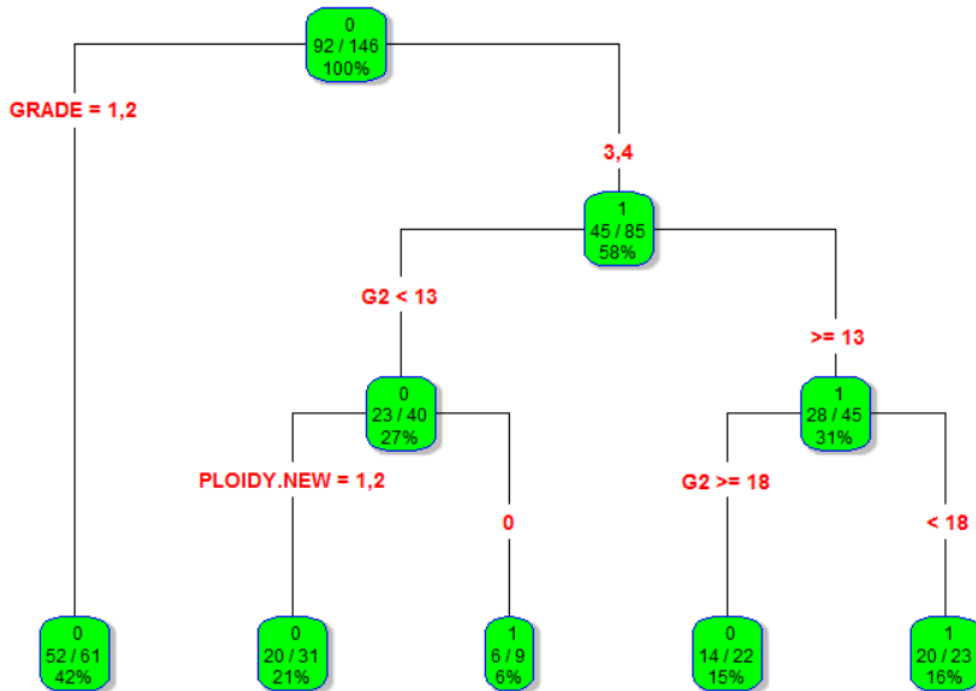 0
92 / 146
100%
GRADE = 1,2
3,4
1
45 / 85
58%
G2 < 13
>= 13
0
23 / 40
27%
1
28 / 45
31%
PLOIDY.NEW = 1,2
0
G2 >= 18
< 18
0
52 / 61
42%
0
20 / 31
21%
1
6 / 9
6%
0
14 / 22
15%
1
20 / 23
16%